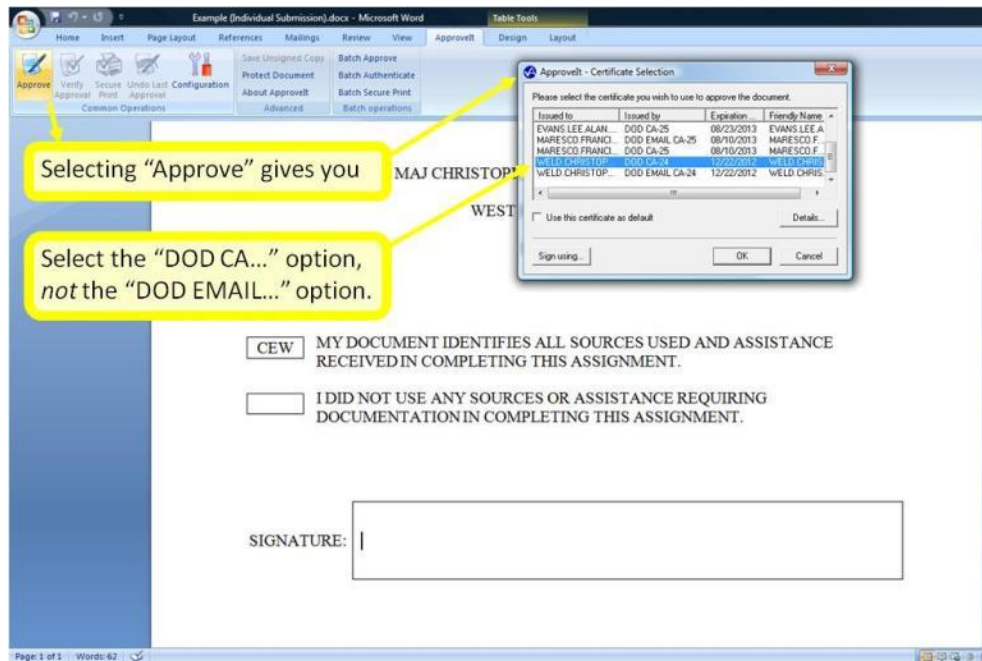 Example (Individual Submission).docx - Microsoft Word
Table Tools
Home Insert Page Layout References Mailings Review View ApproveIt Design Layout
Approve
Verify Approval
Secure Print
Undo Last Approval
Configuration
Save Unsigned Copy
Protect Document
About ApproveIt
Batch Approve
Batch Authenticate
Batch Secure Print
Common Operations
Advanced
Batch operations
ApproveIt - Certificate Selection
Please select the certificate you wish to use to approve the document.
Issued to Issued by Expiration ... Friendly Name
EVANS.LEE.ALAN... DOD CA-25 08/23/2013 EVANS.LEE.A
MARESCO.FRANCI... DOD EMAIL CA-25 08/10/2013 MARESCO.F...
MARESCO.FRANCI... DOD CA-25 08/10/2013 MARESCO.F...
WELD.CHRISTOP... DOD CA-24 12/22/2012 WELD.CHRIS...
WELD.CHRISTOP... DOD EMAIL CA-24 12/22/2012 WELD.CHRIS...
Use this certificate as default
Details...
Sign using...
OK
Cancel
Selecting “Approve” gives you
MAJ CHRISTOP
WEST
Select the “DOD CA...” option,
not the “DOD EMAIL...” option.
CEW
MY DOCUMENT IDENTIFIES ALL SOURCES USED AND ASSISTANCE
RECEIVED IN COMPLETING THIS ASSIGNMENT.
I DID NOT USE ANY SOURCES OR ASSISTANCE REQUIRING
DOCUMENTATION IN COMPLETING THIS ASSIGNMENT.
SIGNATURE:
Page: 1 of 1 Words: 62